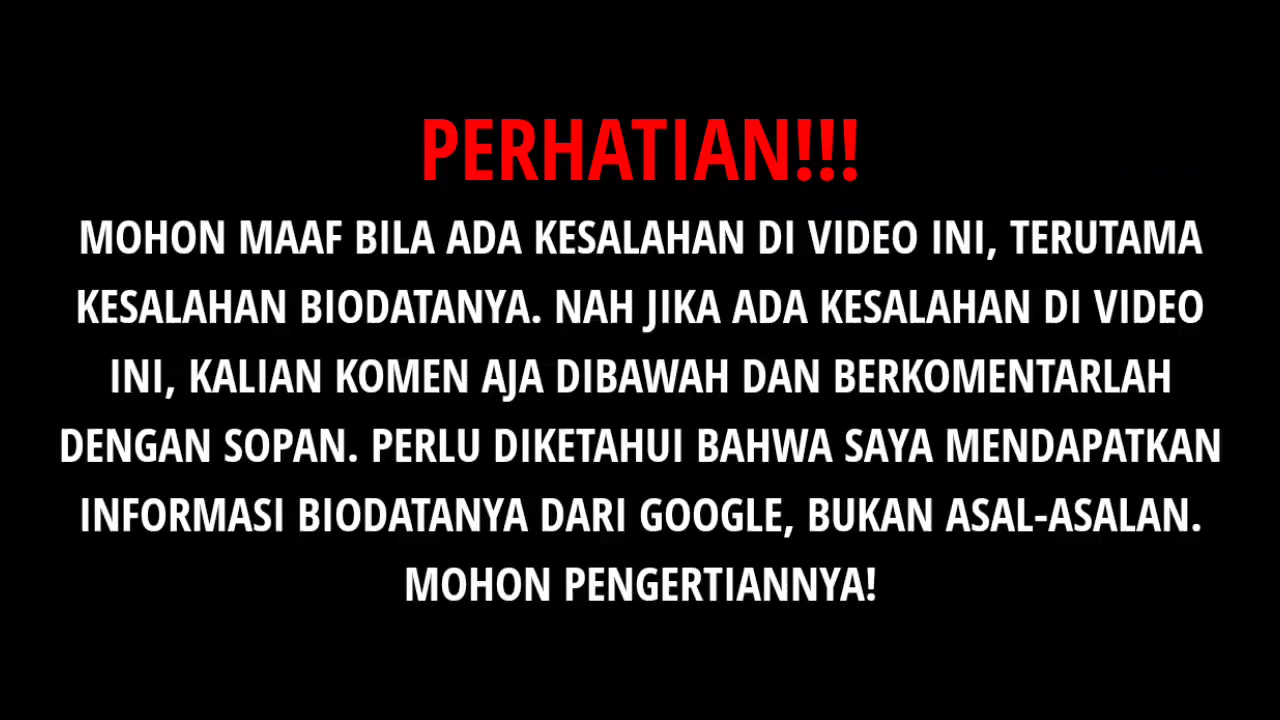 PERHATIAN!!!
MOHON MAAF BILA ADA KESALAHAN DI VIDEO INI, TERUTAMA
KESALAHAN BIODATANYA. NAH JIKA ADA KESALAHAN DI VIDEO
INI, KALIAN KOMEN AJA DIBAWAH DAN BERKOMENTARLAH
DENGAN SOPAN. PERLU DIKETAHUI BAHWA SAYA MENDAPATKAN
INFORMASI BIODATANYA DARI GOOGLE, BUKAN ASAL-ASALAN.
MOHON PENGERTIANNYA!